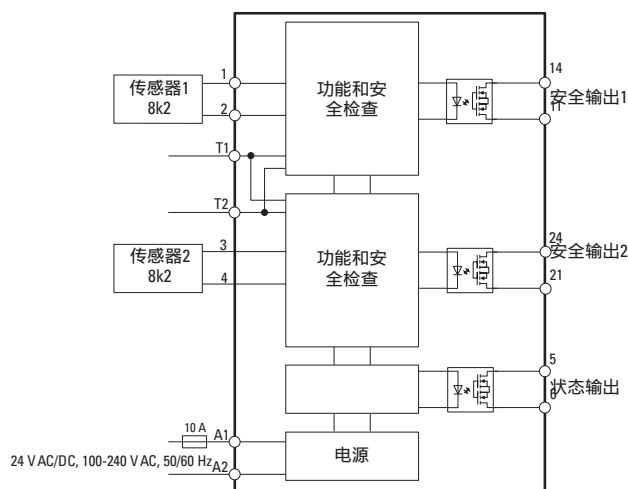 传感器1
8k2
1
2
T1
T2
功能和安
全检查
14
安全输出1
11
传感器2
8k2
3
4
功能和安
全检查
24
安全输出2
21
5
状态输出
6
10 A
A1
24 V AC/DC, 100-240 V AC, 50/60 Hz
A2
电源